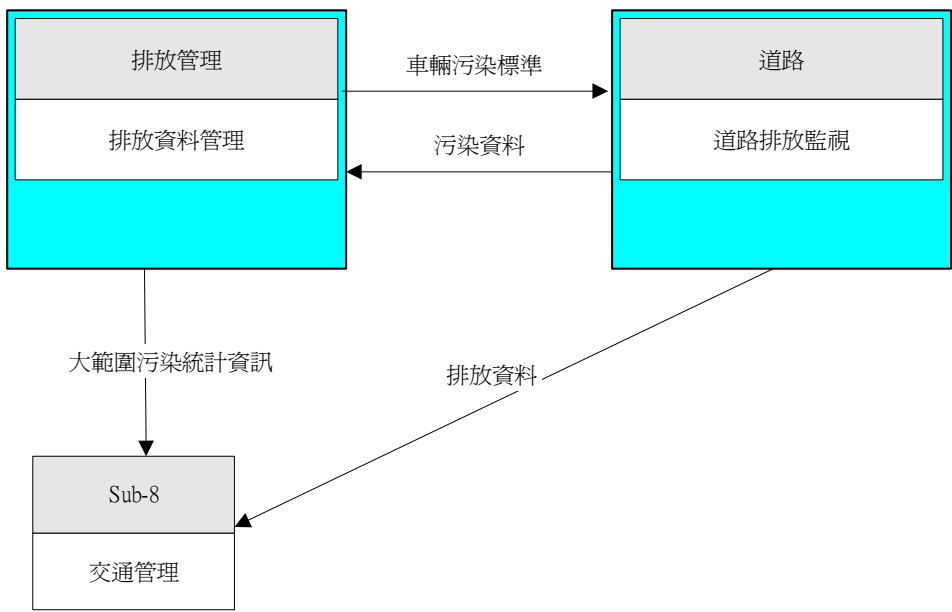 排放管理
排放資料管理
車輛污染標準
污染資料
道路
道路排放監視
大範圍污染統計資訊
排放資料
Sub-8
交通管理